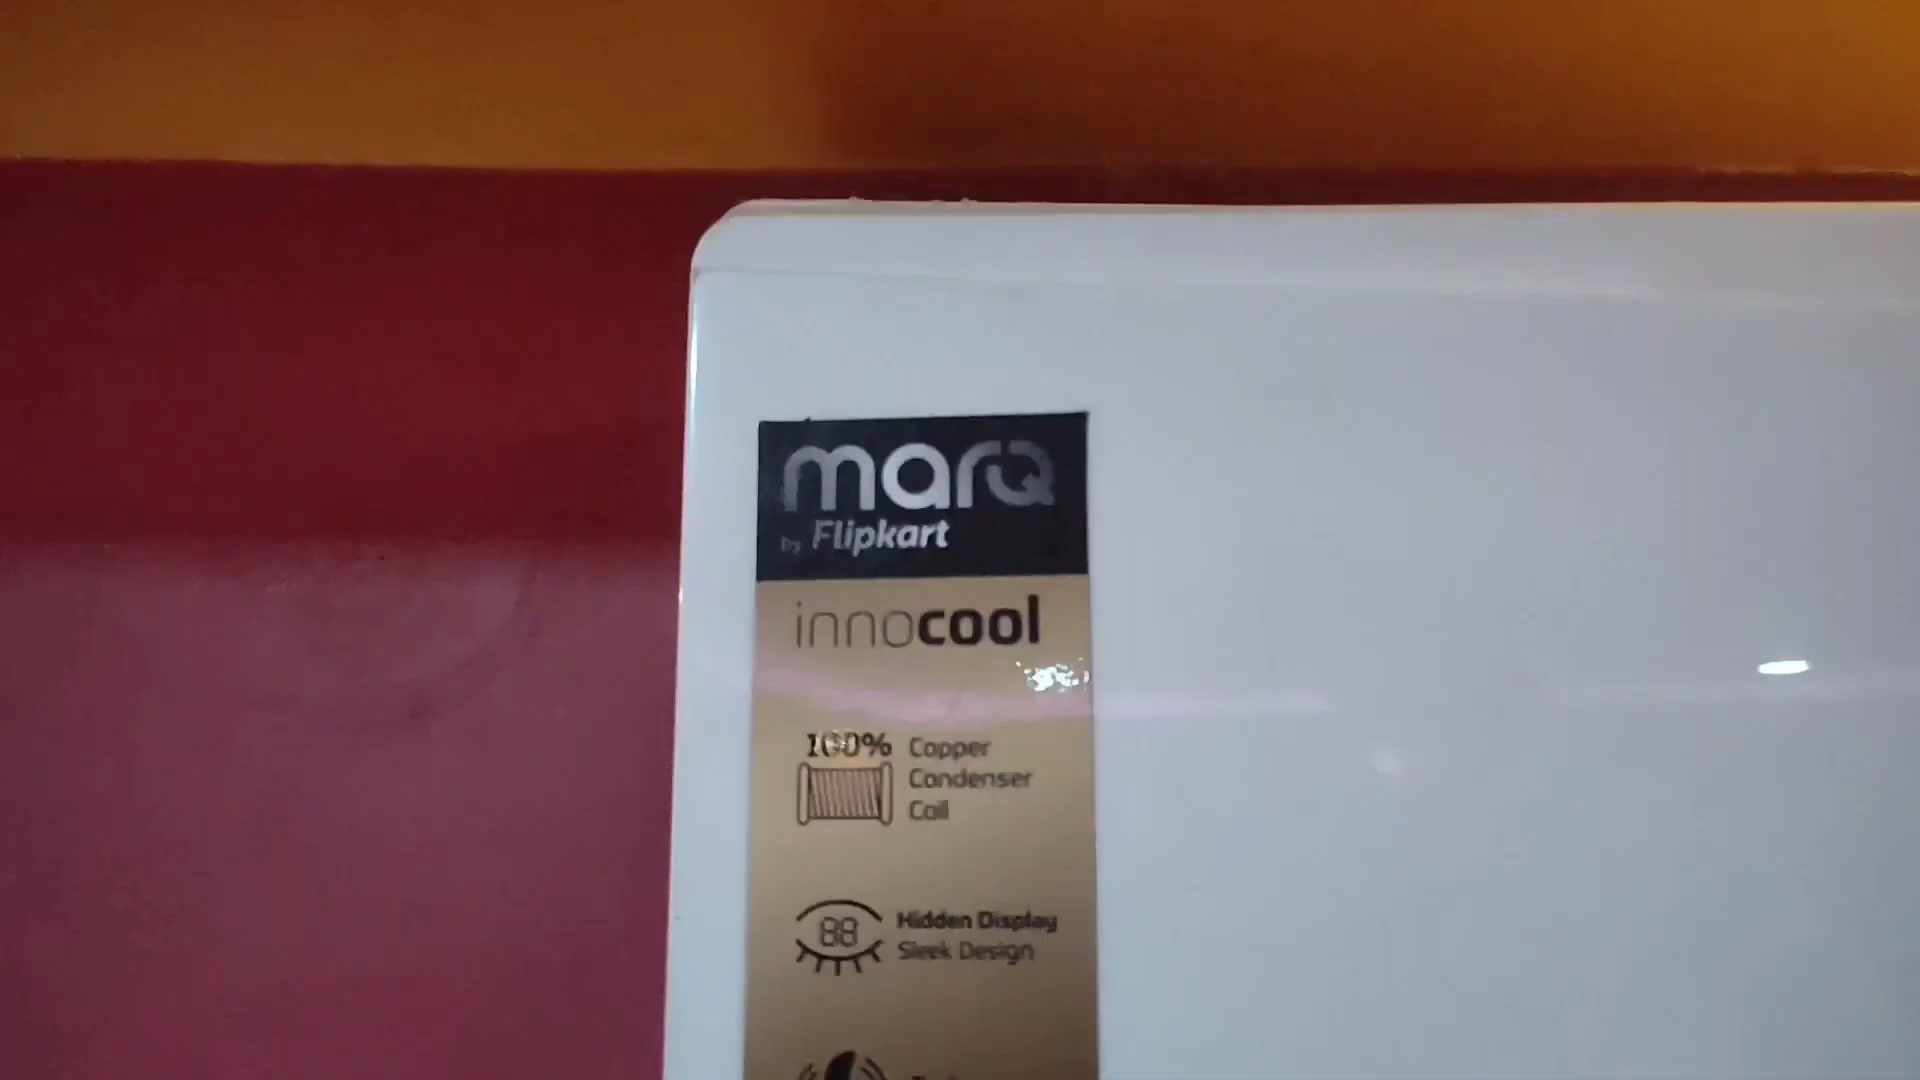 marQ
by Flipkart
innocool
100% Copper
Condenser
Coil
88 Hidden Display
Sleek Design